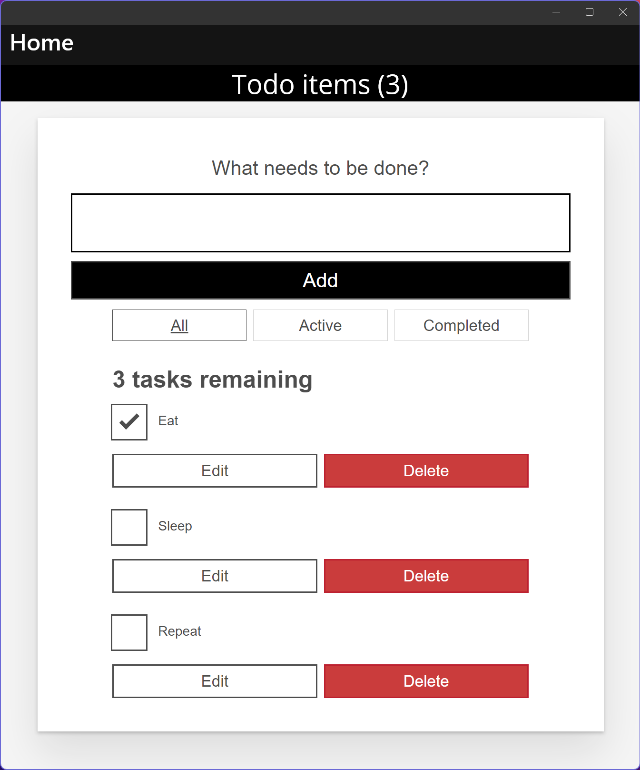 Home
Todo items (3)
What needs to be done?
Add
All Active Completed
3 tasks remaining
Eat
Edit Delete
Sleep
Edit Delete
Repeat
Edit Delete